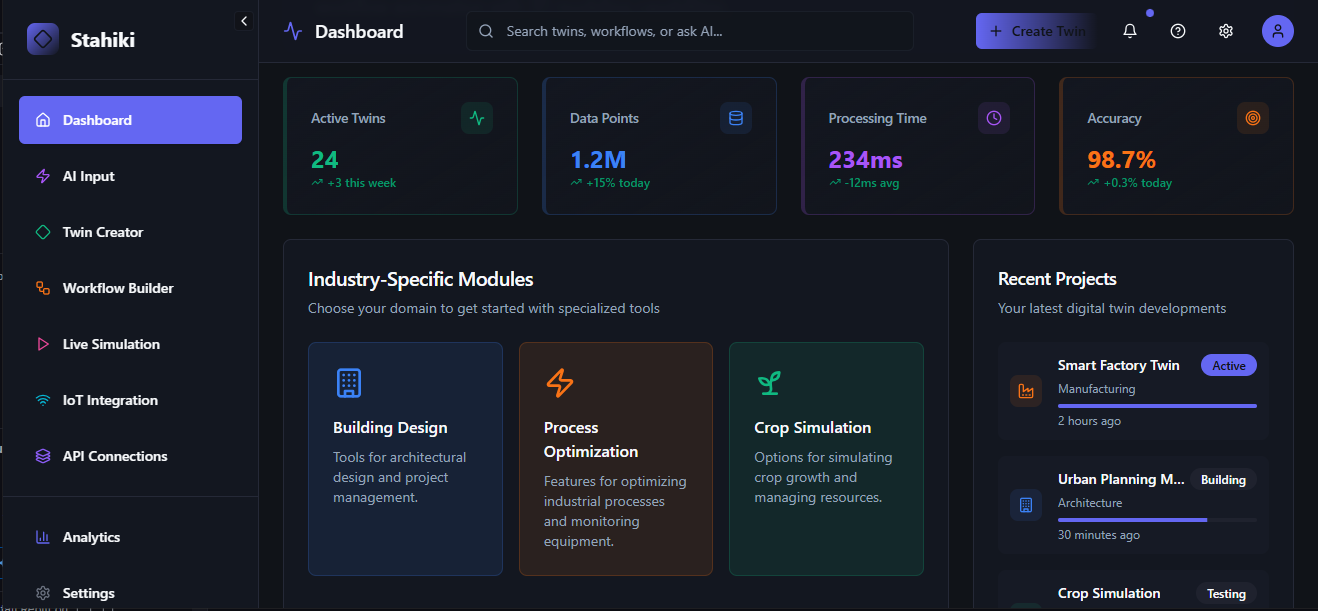 Stahiki
Dashboard
Search twins, workflows, or ask AI...
Create Twin
Dashboard
AI Input
Twin Creator
Workflow Builder
Live Simulation
IoT Integration
API Connections
Analytics
Settings
Active Twins
24
+3 this week
Data Points
1.2M
+15% today
Processing Time
234ms
-12ms avg
Accuracy
98.7%
+0.3% today
Industry-Specific Modules
Choose your domain to get started with specialized tools
Building Design
Tools for architectural
design and project
management.
Process
Optimization
Features for optimizing
industrial processes
and monitoring
equipment.
Crop Simulation
Options for simulating
crop growth and
managing resources.
Recent Projects
Your latest digital twin developments
Smart Factory Twin
Active
Manufacturing
2 hours ago
Urban Planning M...
Building
Architecture
30 minutes ago
Crop Simulation
Testing